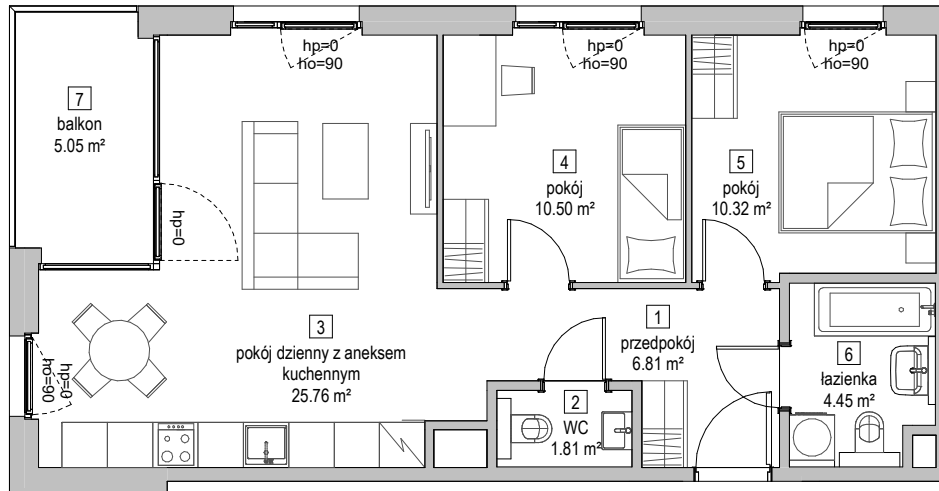 hp=0
ho=90
hp=0
ho=90
hp=0
ho=90
7
balkon
5.05 m²
4
pokój
10.50 m²
5
pokój
10.32 m²
hp=0
3
pokój dzienny z aneksem
kuchennym
25.76 m²
1
przedpokój
6.81 m²
6
łazienka
4.45 m²
hp=0
ho=90
2
WC
1.81 m²